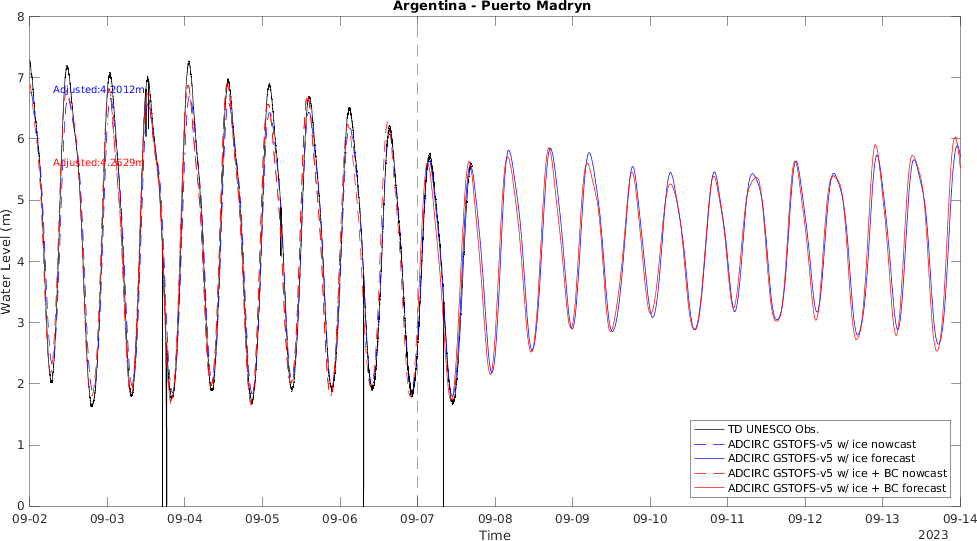 Argentina - Puerto Madryn
8
7
6
5
4
3
2
1
0
Water Level (m)
Adjusted:4.2012m
Adjusted:4.2629m
TD UNESCO Obs.
ADCIRC GSTOFS-v5 w/ ice nowcast
ADCIRC GSTOFS-v5 w/ ice forecast
ADCIRC GSTOFS-v5 w/ ice + BC nowcast
ADCIRC GSTOFS-v5 w/ ice + BC forecast
09-02 09-03 09-04 09-05 09-06 09-07 09-08 09-09 09-10 09-11 09-12 09-13 09-14
Time
2023